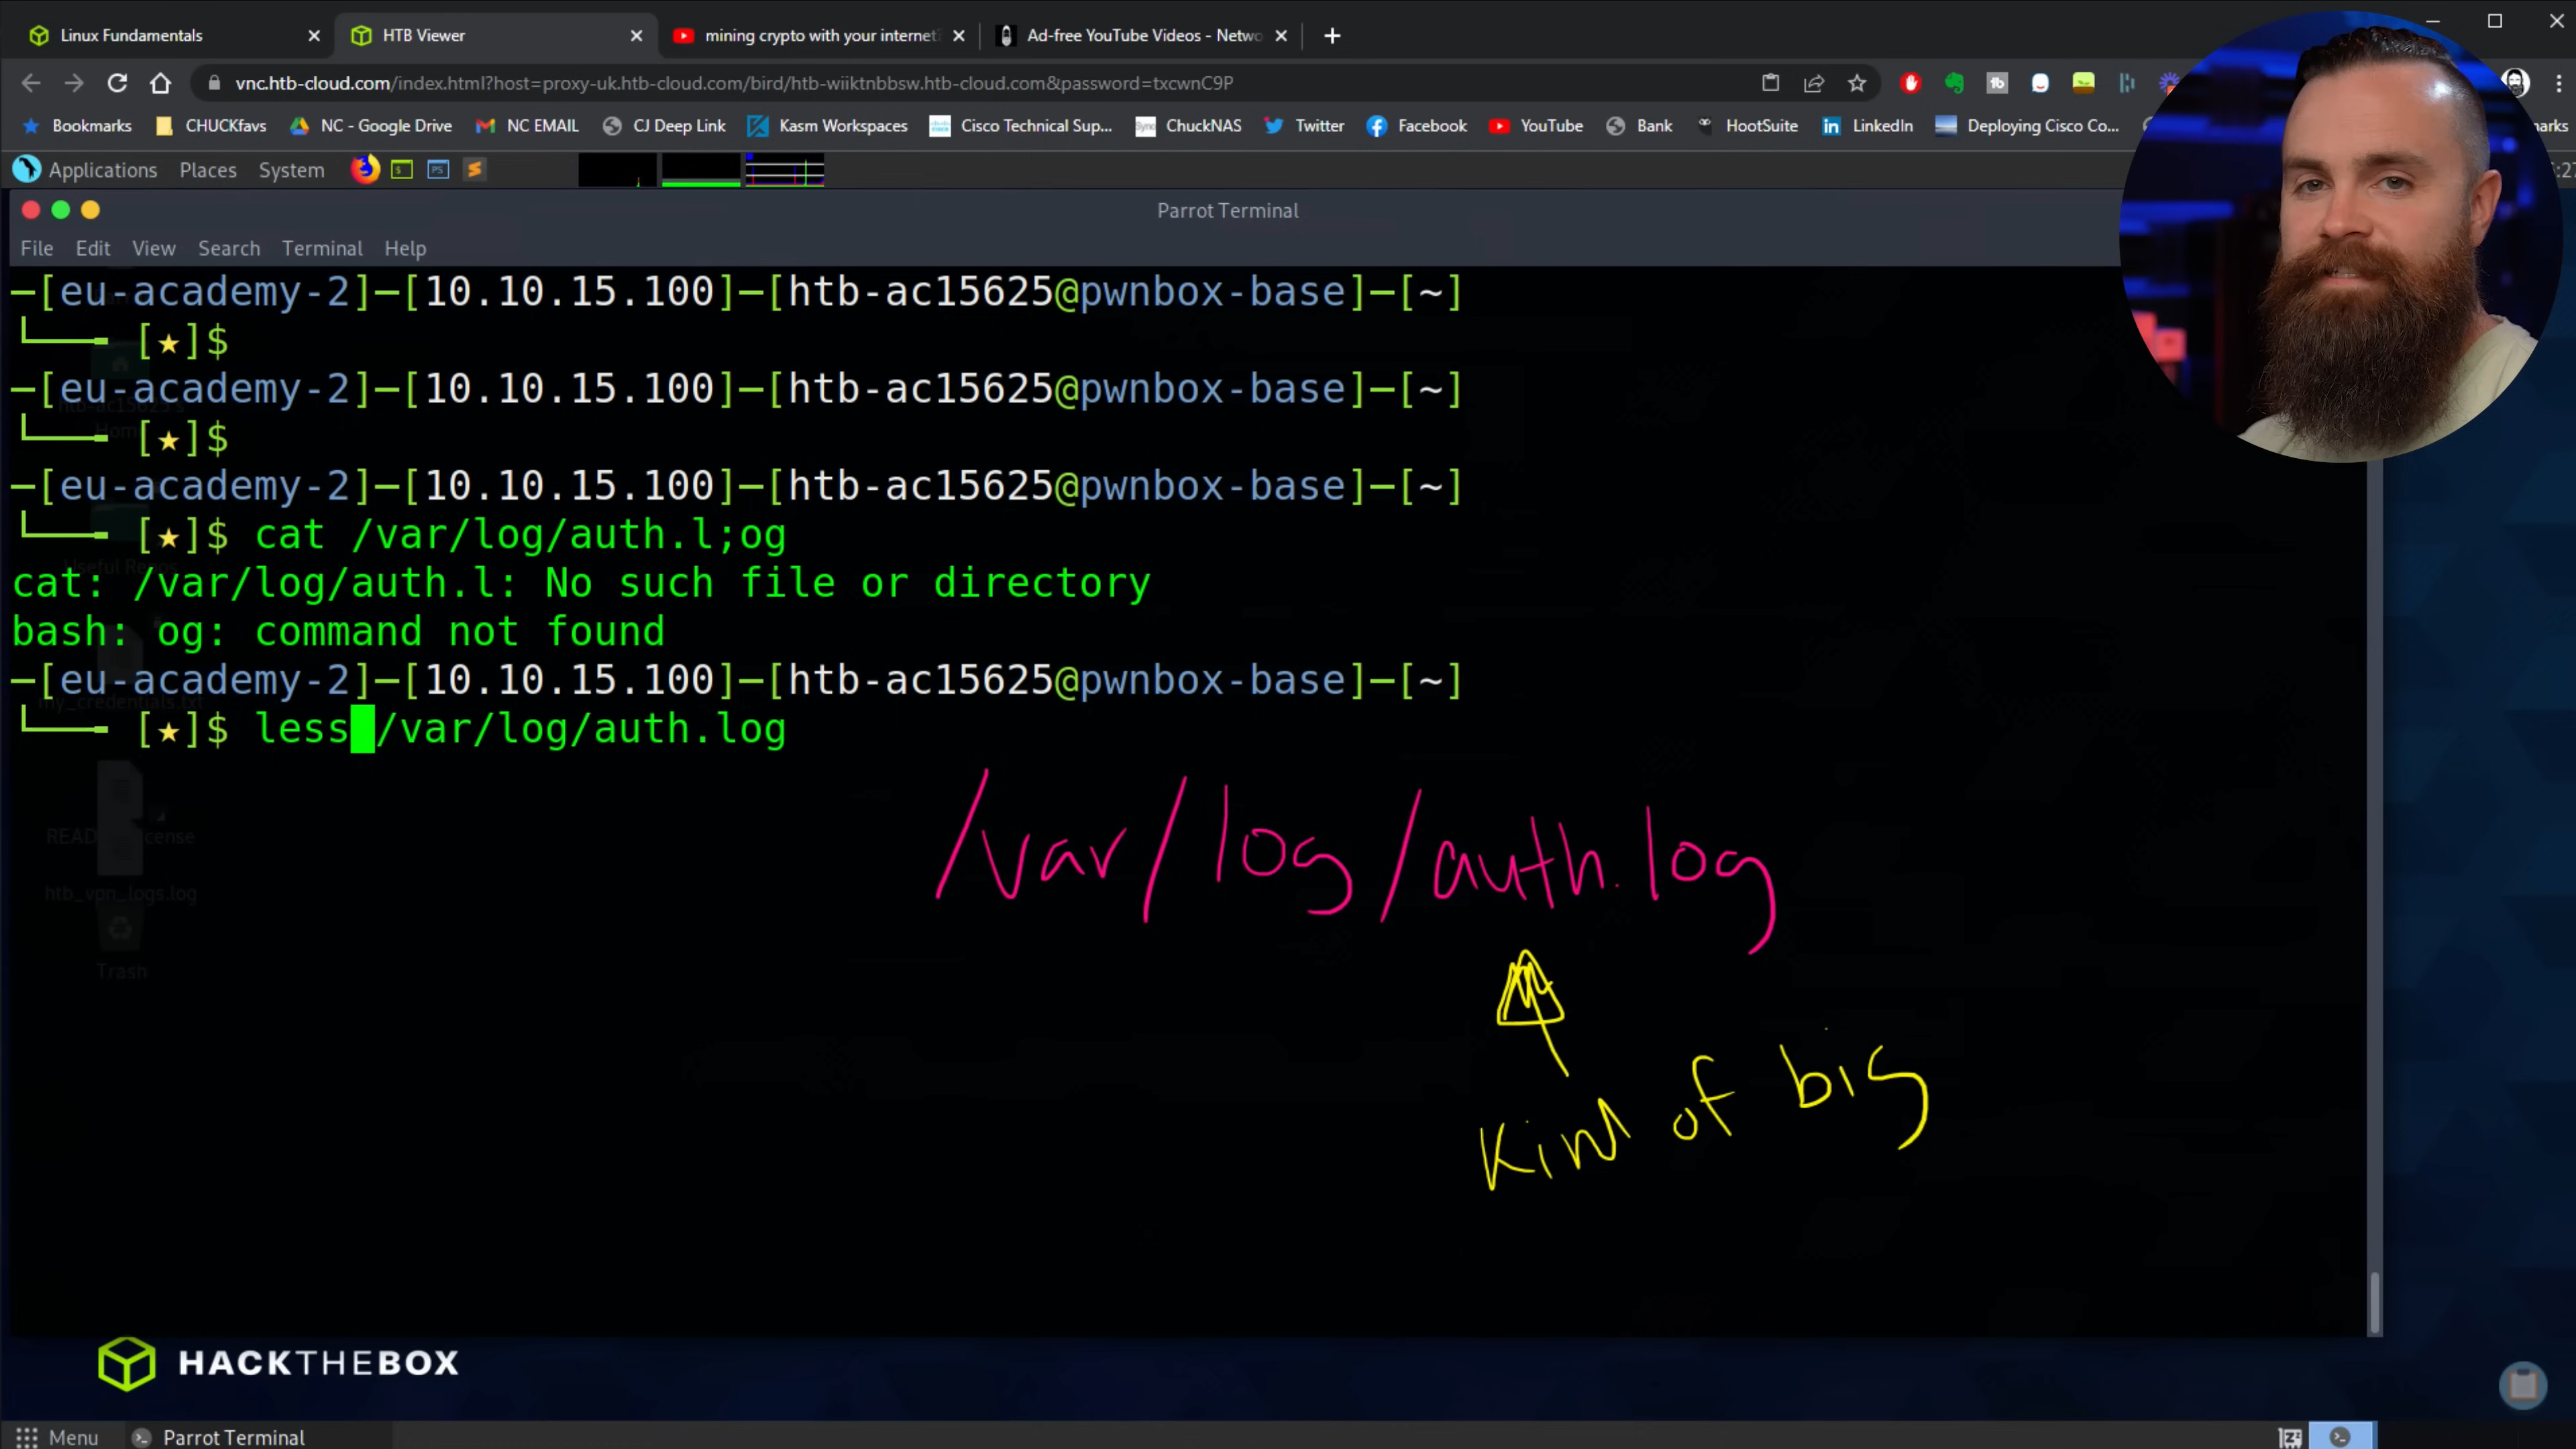 Linux Fundamentals
HTB Viewer
mining crypto with your internet
Ad-free YouTube Videos - Netwo
vnc.htb-cloud.com/index.html?host=proxy-uk.htb-cloud.com/bird/htb-wiiktnbbsw.htb-cloud.com&password=txcwnC9P
Bookmarks CHUCKfavs NC - Google Drive NC EMAIL CJ Deep Link Kasm Workspaces Cisco Technical Sup... ChuckNAS Twitter Facebook YouTube Bank HootSuite LinkedIn Deploying Cisco Co...
Applications Places System
Parrot Terminal
File Edit View Search Terminal Help
─[eu-academy-2]─[10.10.15.100]─[htb-ac15625@pwnbox-base]─[~]
└──╼ [★]$
─[eu-academy-2]─[10.10.15.100]─[htb-ac15625@pwnbox-base]─[~]
└──╼ [★]$
─[eu-academy-2]─[10.10.15.100]─[htb-ac15625@pwnbox-base]─[~]
└──╼ [★]$ cat /var/log/auth.l;og
cat: /var/log/auth.l: No such file or directory
bash: og: command not found
─[eu-academy-2]─[10.10.15.100]─[htb-ac15625@pwnbox-base]─[~]
└──╼ [★]$ less /var/log/auth.log
/var/log/auth.log
kind of big
my_credentials.txt
htb_vpn_logs.log
Trash
HACKTHEBOX
Menu Parrot Terminal